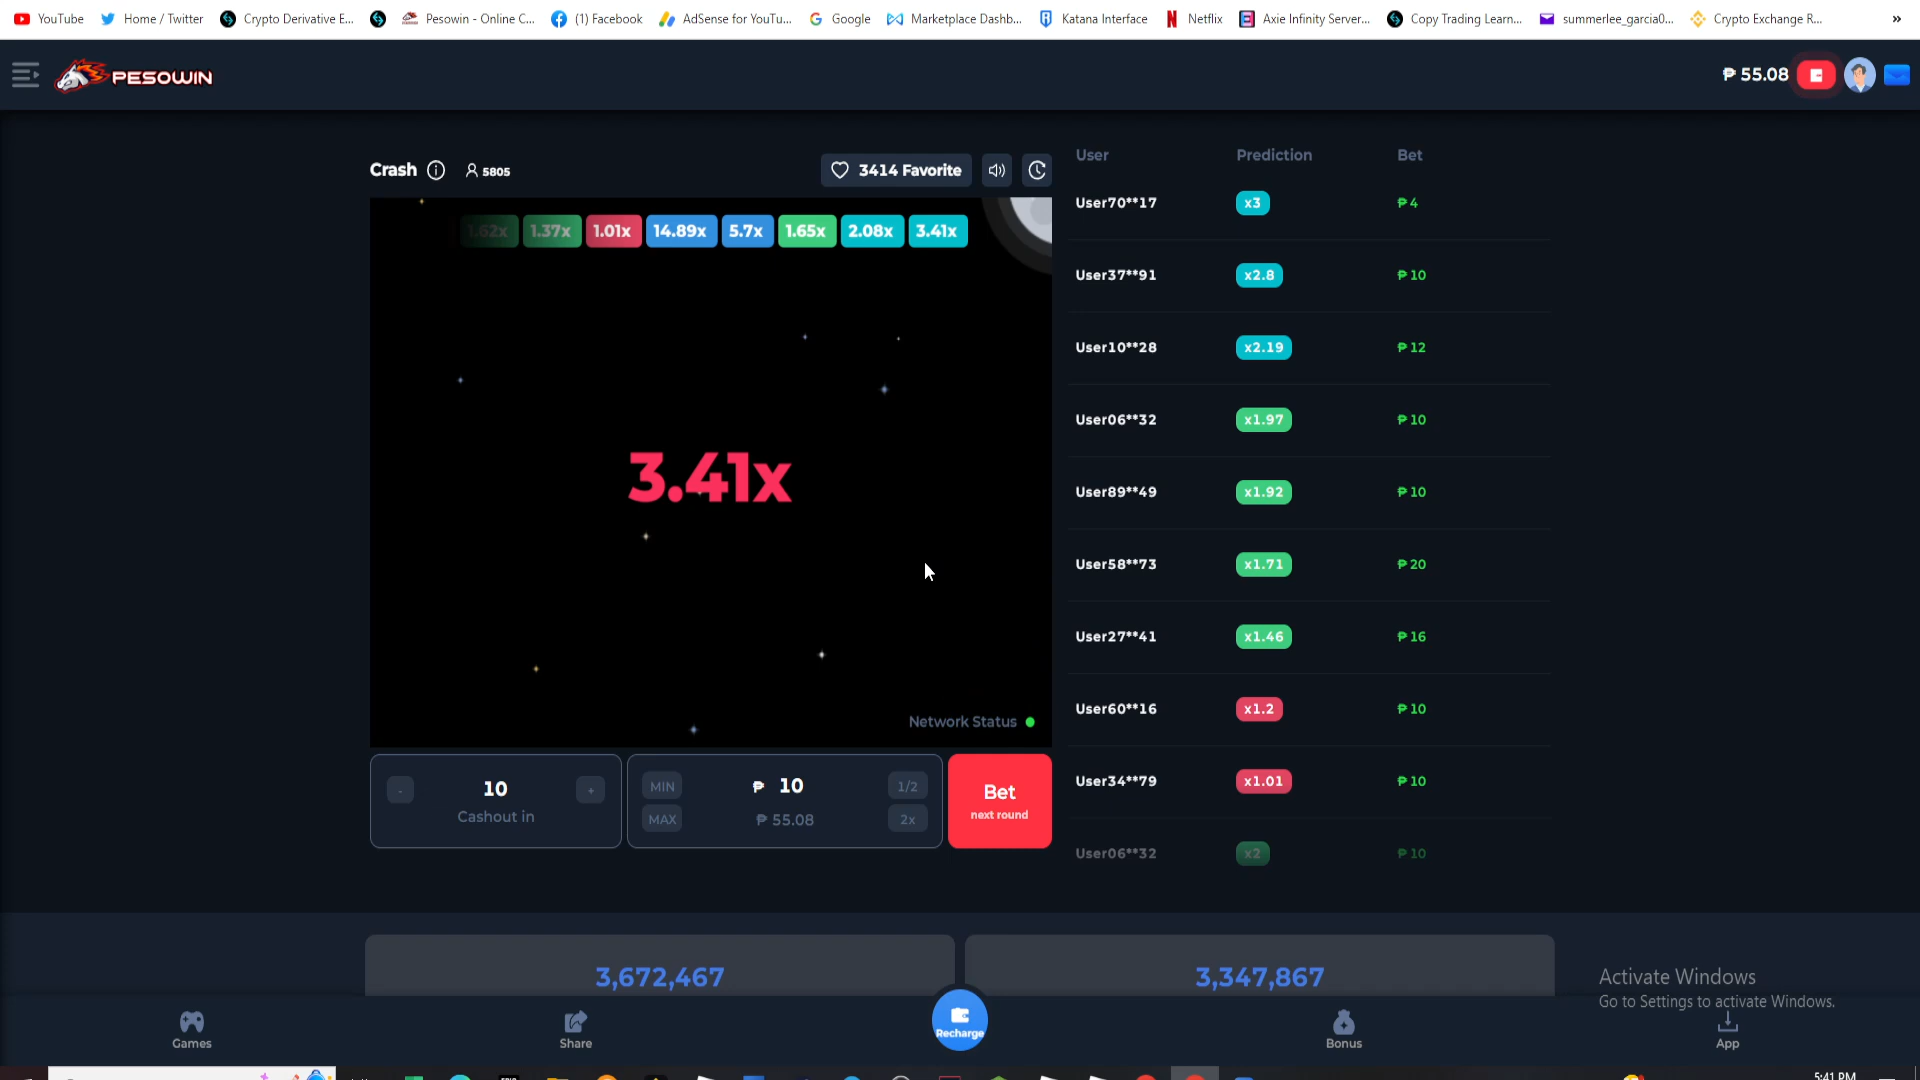 YouTube
Home / Twitter
Crypto Derivative E...
Pesowin - Online C...
(1) Facebook
AdSense for YouTu...
Google
Marketplace Dashb...
Katana Interface
Netflix
Axie Infinity Server...
Copy Trading Learn...
summerlee_garcia0...
Crypto Exchange R...
»
PESOWIN
₱ 55.08
Crash
5805
3414 Favorite
1.62x
1.37x
1.01x
14.89x
5.7x
1.65x
2.08x
3.41x
3.41x
Network Status
-
10
+
Cashout in
MIN
₱ 10
1/2
MAX
₱ 55.08
2x
Bet
next round
User Prediction Bet
User70**17 x3 ₱ 4
User37**91 x2.8 ₱ 10
User10**28 x2.19 ₱ 12
User06**32 x1.97 ₱ 10
User89**49 x1.92 ₱ 10
User58**73 x1.71 ₱ 20
User27**41 x1.46 ₱ 16
User60**16 x1.2 ₱ 10
User34**79 x1.01 ₱ 10
User06**32 x2 ₱ 10
3,672,467
3,347,867
Activate Windows
Go to Settings to activate Windows.
Games
Share
Recharge
Bonus
App
5:41 PM